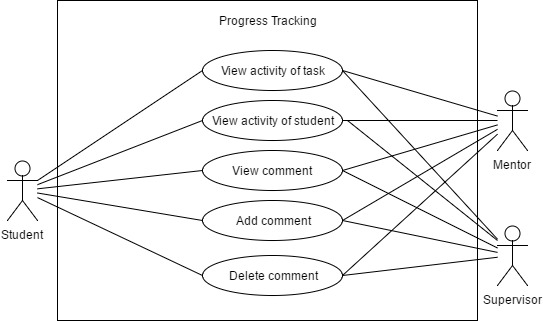 Progress Tracking
View activity of task
View activity of student
View comment
Add comment
Delete comment
Student
Mentor
Supervisor